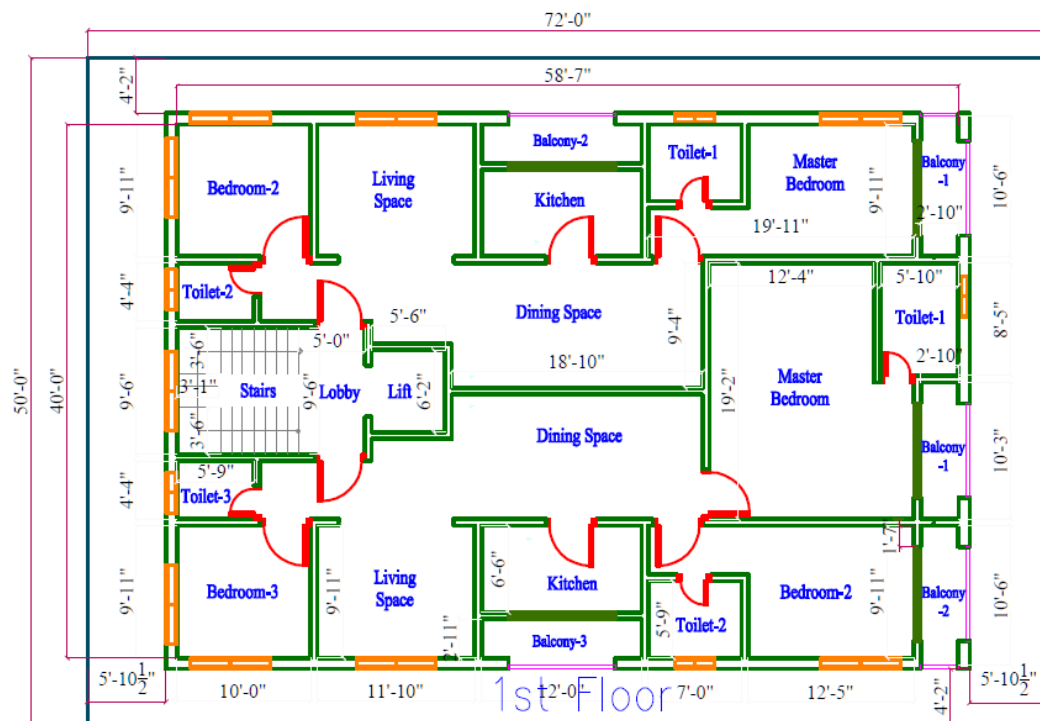 72'-0"
58'-7"
4'-2"
Balcony-2
Toilet-1
Master
Bedroom
Balcony
-1
Bedroom-2
Living
Space
Kitchen
9'-11"
9'-11"
10'-6"
2'-10"
19'-11"
12'-4"
5'-10"
4'-4"
Toilet-2
5'-6"
Dining Space
9'-4"
Toilet-1
8'-5"
5'-0"
3'-6"
18'-10"
2'-10"
50'-0"
40'-0"
9'-6"
3'-1"
Stairs
9'-6"
Lobby
Lift
6'-2"
19'-2"
Master
Bedroom
3'-6"
Dining Space
Balcony
-1
10'-3"
5'-9"
4'-4"
Toilet-3
1'-7"
9'-11"
Bedroom-3
9'-11"
Living
Space
6'-6"
Kitchen
5'-9"
Toilet-2
Bedroom-2
9'-11"
Balcony
-2
10'-6"
2'-11"
Balcony-3
5'-10½"
10'-0"
11'-10"
12'-0"
7'-0"
12'-5"
4'-2"
5'-10½"
1st Floor